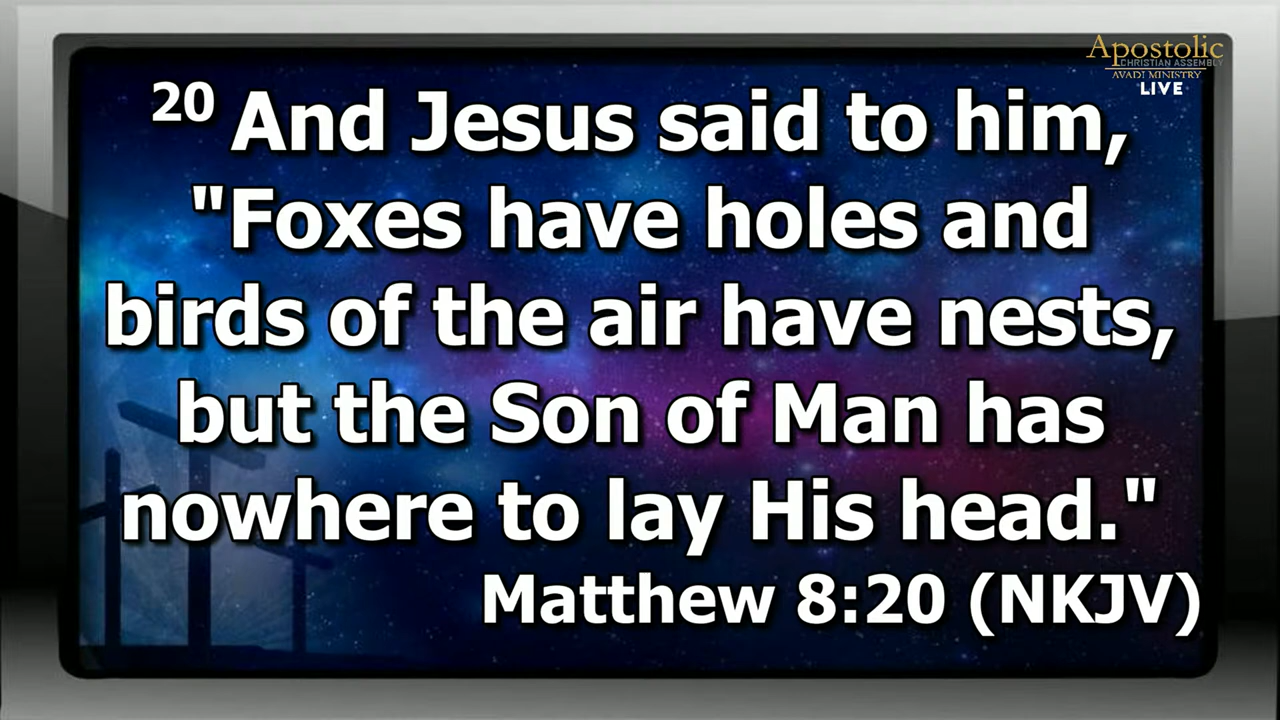 Apostolic
CHRISTIAN ASSEMBLY
AVADI MINISTRY
LIVE
20 And Jesus said to him,
"Foxes have holes and
birds of the air have nests,
but the Son of Man has
nowhere to lay His head."
Matthew 8:20 (NKJV)